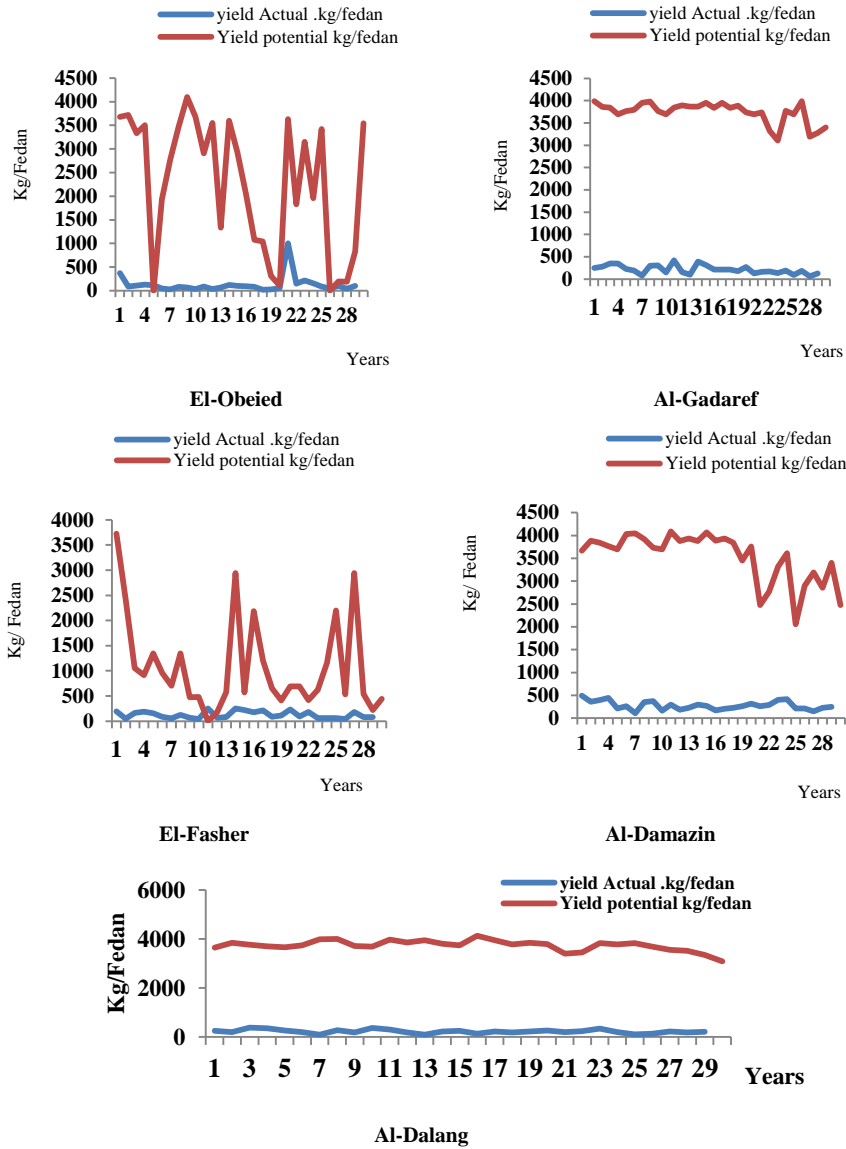 yield Actual .kg/fedan
Yield potential kg/fedan
4500
4000
3500
3000
2500
2000
1500
1000
500
0
Kg/Fedan
1 4 7 10 13 16 19 22 25 28
Years
El-Obeied
yield Actual .kg/fedan
Yield potential kg/fedan
4500
4000
3500
3000
2500
2000
1500
1000
500
0
Kg/Fedan
1 4 7 10 13 16 19 22 25 28
Years
Al-Gadaref
yield Actual .kg/fedan
Yield potential kg/fedan
4000
3500
3000
2500
2000
1500
1000
500
0
Kg/ Fedan
1 4 7 10 13 16 19 22 25 28
Years
El-Fasher
yield Actual .kg/fedan
Yield potential kg/fedan
4500
4000
3500
3000
2500
2000
1500
1000
500
0
Kg/ Fedan
1 4 7 10 13 16 19 22 25 28
Years
Al-Damazin
yield Actual .kg/fedan
Yield potential kg/fedan
6000
4000
2000
0
Kg/Fedan
1 3 5 7 9 11 13 15 17 19 21 23 25 27 29
Years
Al-Dalang